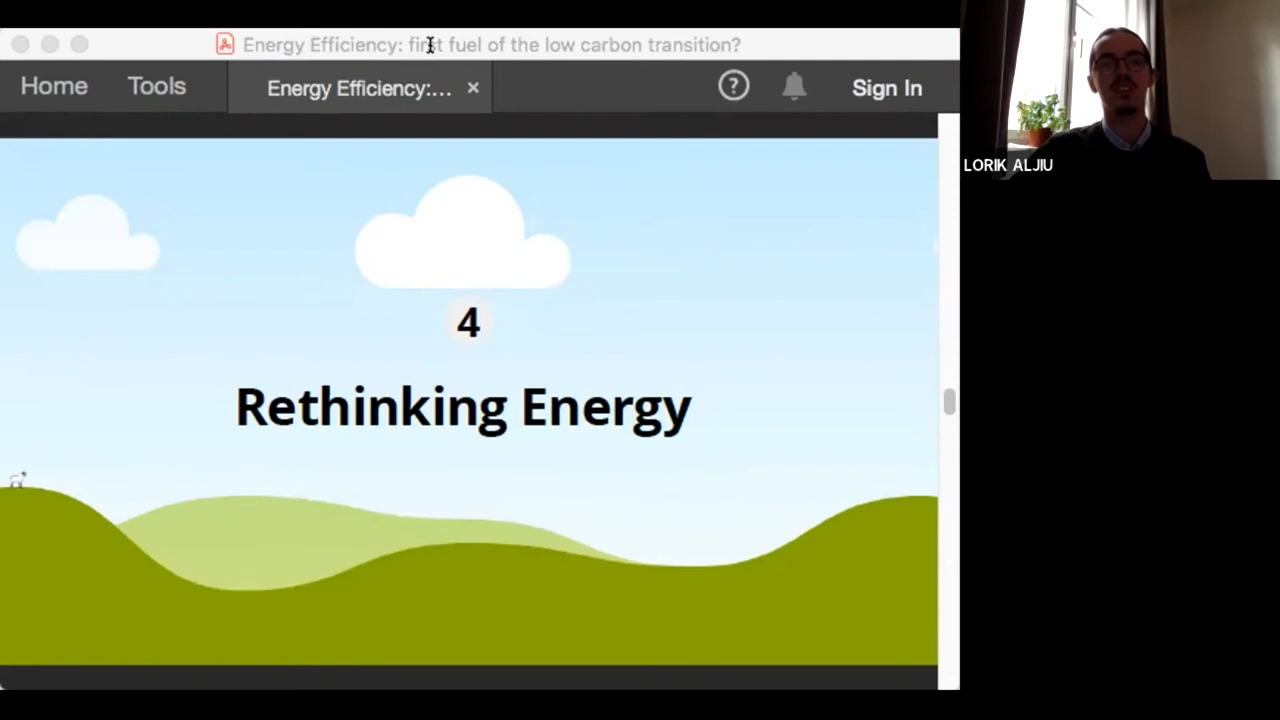 Energy Efficiency: first fuel of the low carbon transition?
Home Tools Energy Efficiency:... × ? Sign In
LORIK ALJIU
4
Rethinking Energy